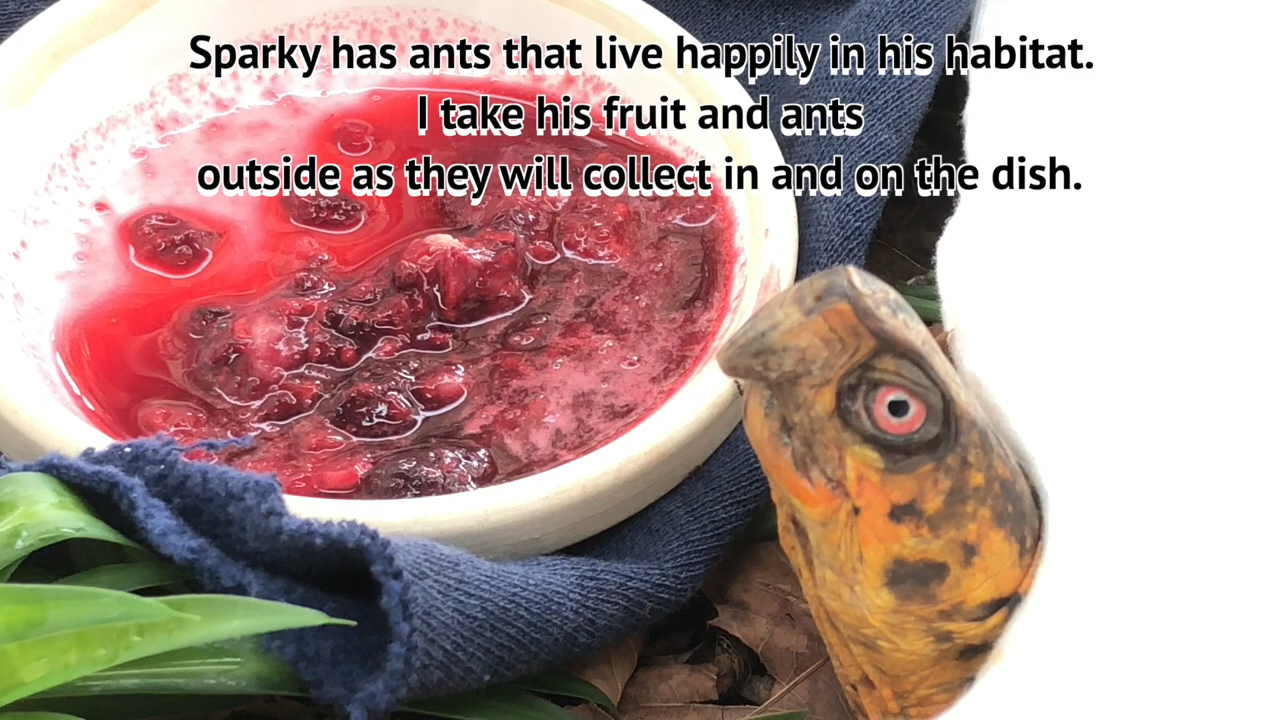 Sparky has ants that live happily in his habitat.
I take his fruit and ants
outside as they will collect in and on the dish.